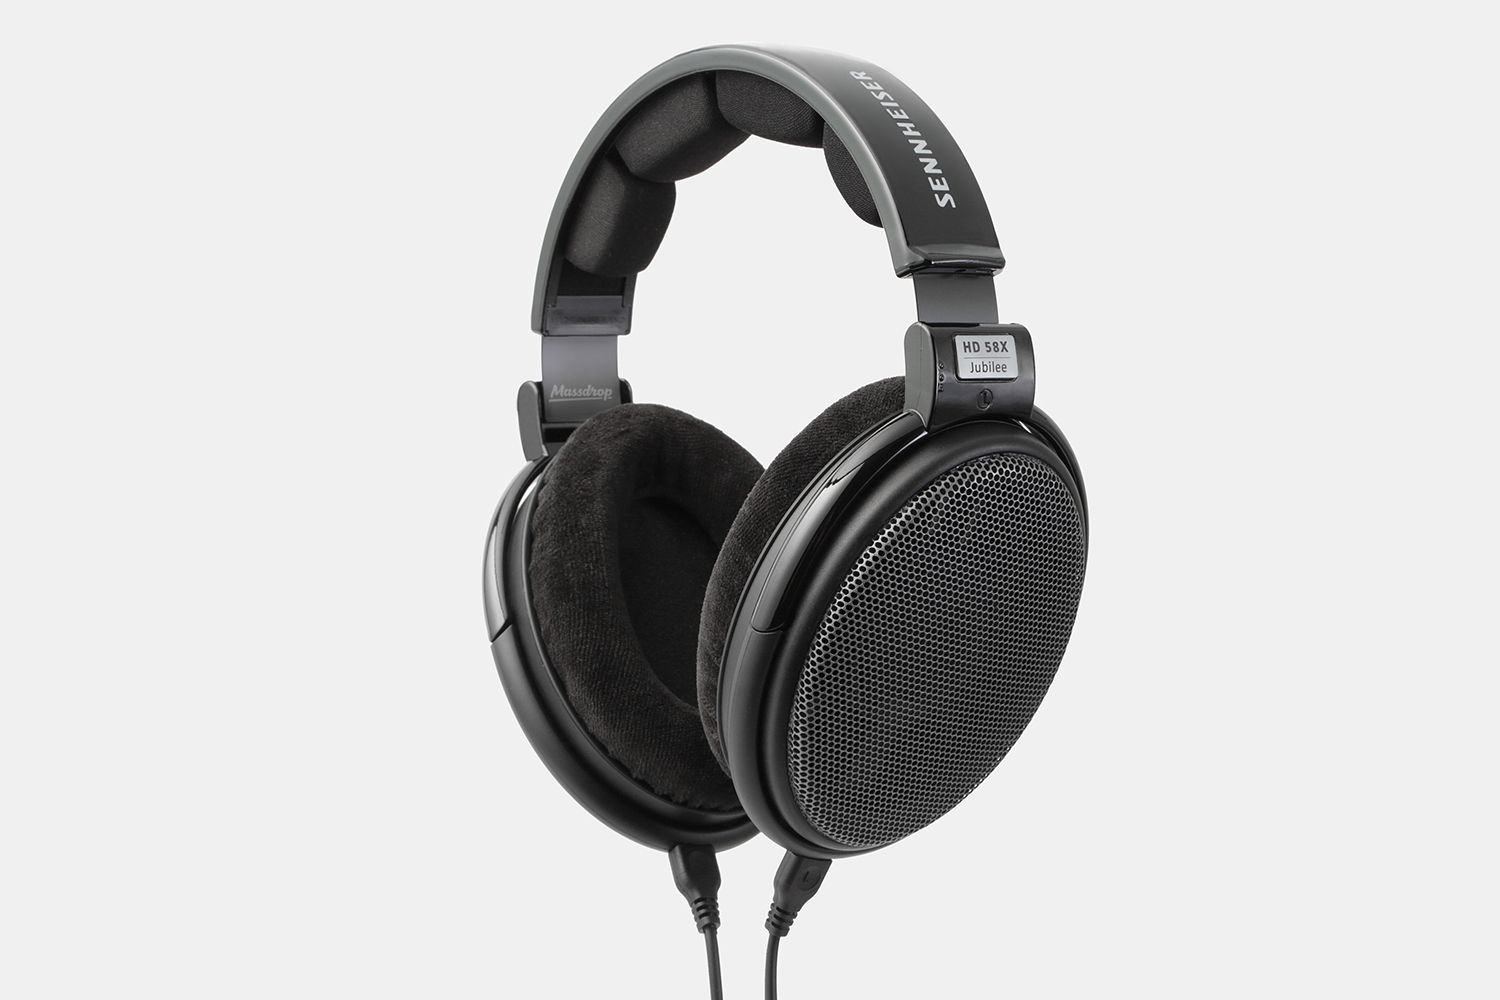 SENNHEISER
HD 58X
Jubilee
Massdrop
L
L